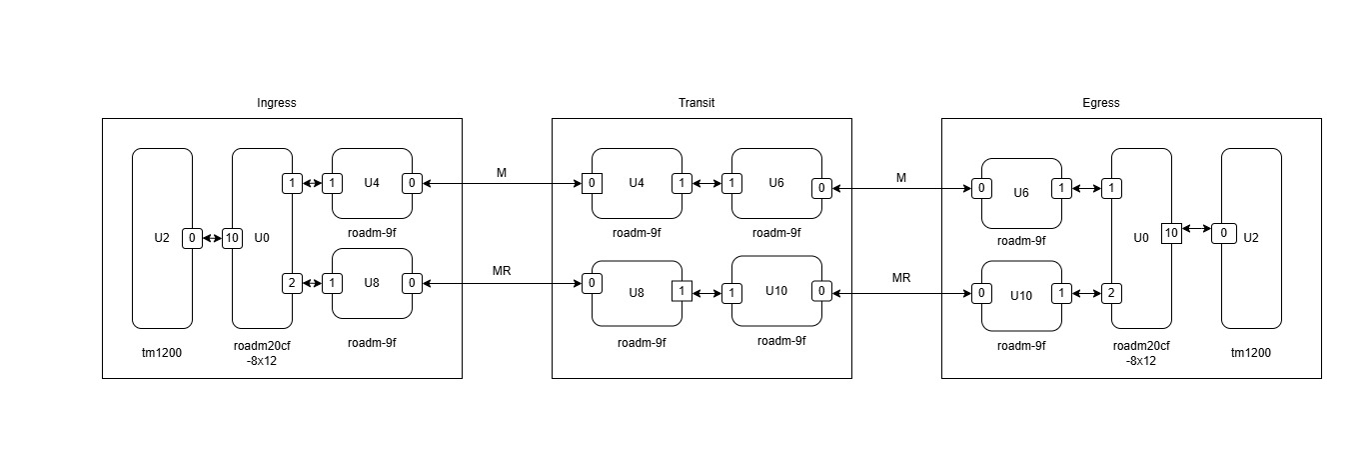 Ingress
Transit
Egress
U2
0
10
U0
1
2
1
U4
0
roadm-9f
1
U8
0
roadm-9f
tm1200
roadm20cf
-8x12
M
MR
0
U4
1
roadm-9f
1
U6
0
roadm-9f
0
U8
1
roadm-9f
1
U10
0
roadm-9f
M
MR
0
U6
1
roadm-9f
0
U10
1
roadm-9f
1
2
U0
10
roadm20cf
-8x12
0
U2
tm1200